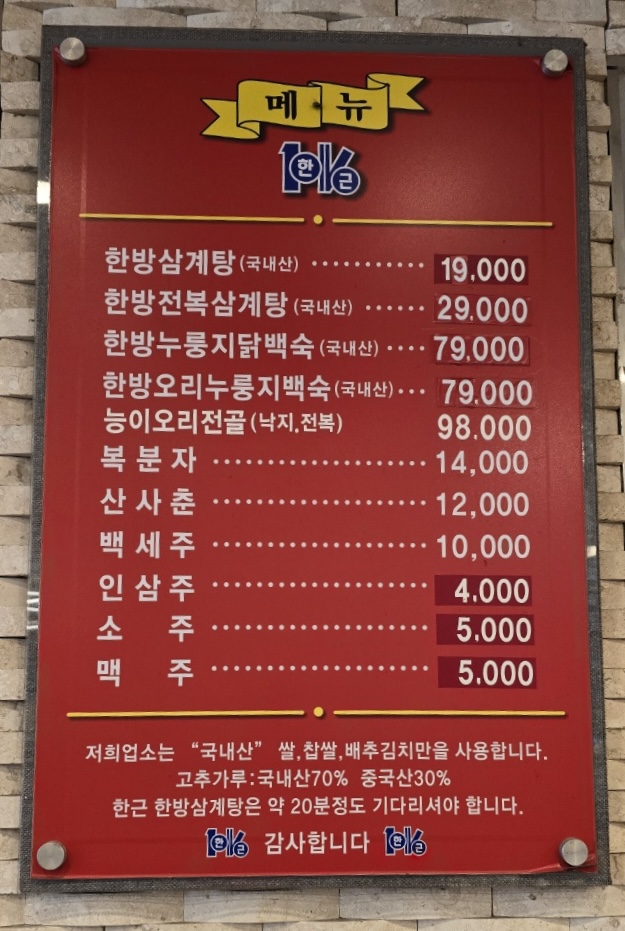 메뉴
한근
한방삼계탕(국내산) ··········· 19,000
한방전복삼계탕(국내산) ······ 29,000
한방누룽지닭백숙(국내산) ···· 79,000
한방오리누룽지백숙(국내산)··· 79,000
능이오리전골(낙지.전복) 98.000
복분자 ······················ 14,000
산사춘 ······················ 12,000
백세주 ······················ 10,000
인삼주 ······················ 4.000
소 주 ······················ 5.000
맥 주 ······················ 5.000
저희업소는 “국내산” 쌀,찹쌀,배추김치만을 사용합니다.
고추가루:국내산70% 중국산30%
한근 한방삼계탕은 약 20분정도 기다리셔야 합니다.
한근 감사합니다 한근